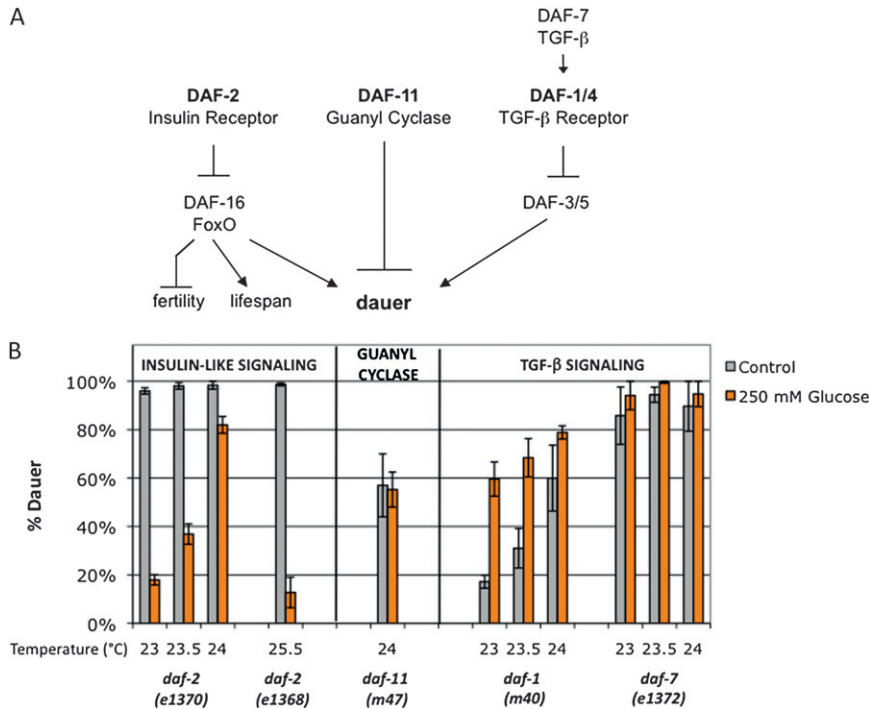 A
DAF-7
TGF-β
DAF-2
Insulin Receptor
DAF-11
Guanyl Cyclase
DAF-1/4
TGF-β Receptor
DAF-16
FoxO
DAF-3/5
fertility
lifespan
dauer
B
INSULIN-LIKE SIGNALING
GUANYL
CYCLASE
TGF-β SIGNALING
Control
250 mM Glucose
% Dauer
100%
80%
60%
40%
20%
0%
Temperature (°C)
23 23.5 24 25.5 24 23 23.5 24 23 23.5 24
daf-2 daf-2 daf-11 daf-1 daf-7
(e1370) (e1368) (m47) (m40) (e1372)